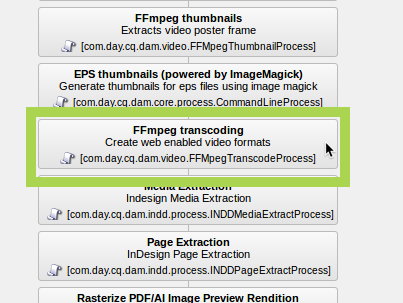 FFmpeg thumbnails
Extracts video poster frame
[com.day.cq.dam.video.FFMpegThumbnailProcess]
EPS thumbnails (powered by ImageMagick)
Generate thumbnails for eps files using image magick
[com.day.cq.dam.core.process.CommandLineProcess]
FFmpeg transcoding
Create web enabled video formats
[com.day.cq.dam.video.FFMpegTranscodeProcess]
Media Extraction
Indesign Media Extraction
[com.day.cq.dam.indd.process.INDDMediaExtractProcess]
Page Extraction
InDesign Page Extraction
[com.day.cq.dam.indd.process.INDDPageExtractProcess]
Rasterize PDF/AI Image Preview Rendition